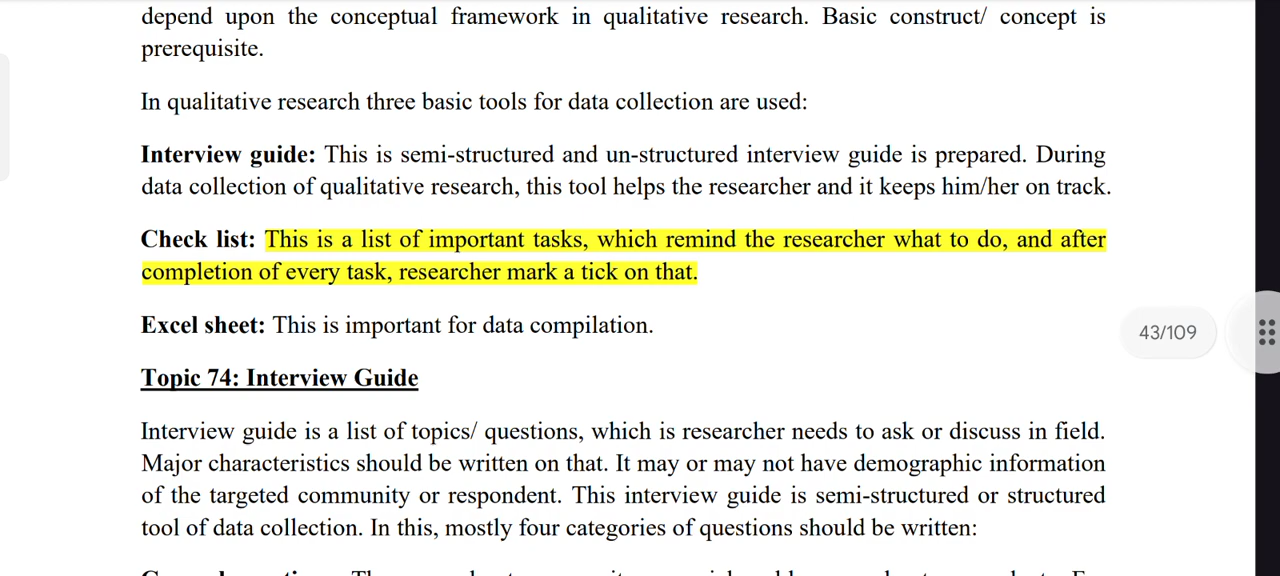 depend upon the conceptual framework in qualitative research. Basic construct/ concept is
prerequisite.
In qualitative research three basic tools for data collection are used:
Interview guide: This is semi-structured and un-structured interview guide is prepared. During
data collection of qualitative research, this tool helps the researcher and it keeps him/her on track.
Check list: This is a list of important tasks, which remind the researcher what to do, and after
completion of every task, researcher mark a tick on that.
Excel sheet: This is important for data compilation.
43/109
Topic 74: Interview Guide
Interview guide is a list of topics/ questions, which is researcher needs to ask or discuss in field.
Major characteristics should be written on that. It may or may not have demographic information
of the targeted community or respondent. This interview guide is semi-structured or structured
tool of data collection. In this, mostly four categories of questions should be written: